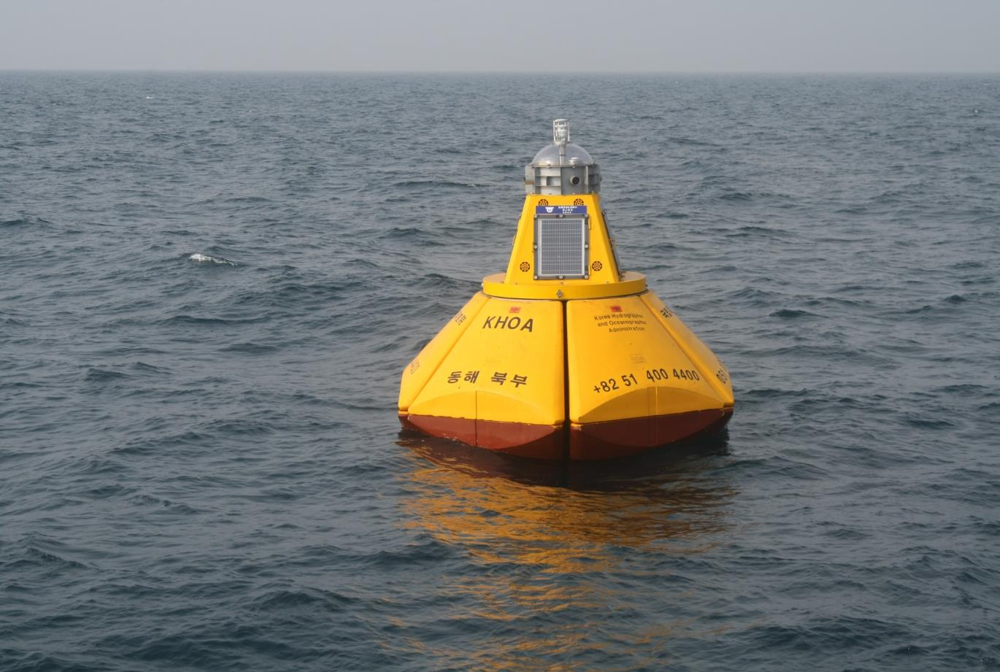 KHOA
동해 북부
Korea Hydrographic
and Oceanographic
Administration
+82 51 400 4400